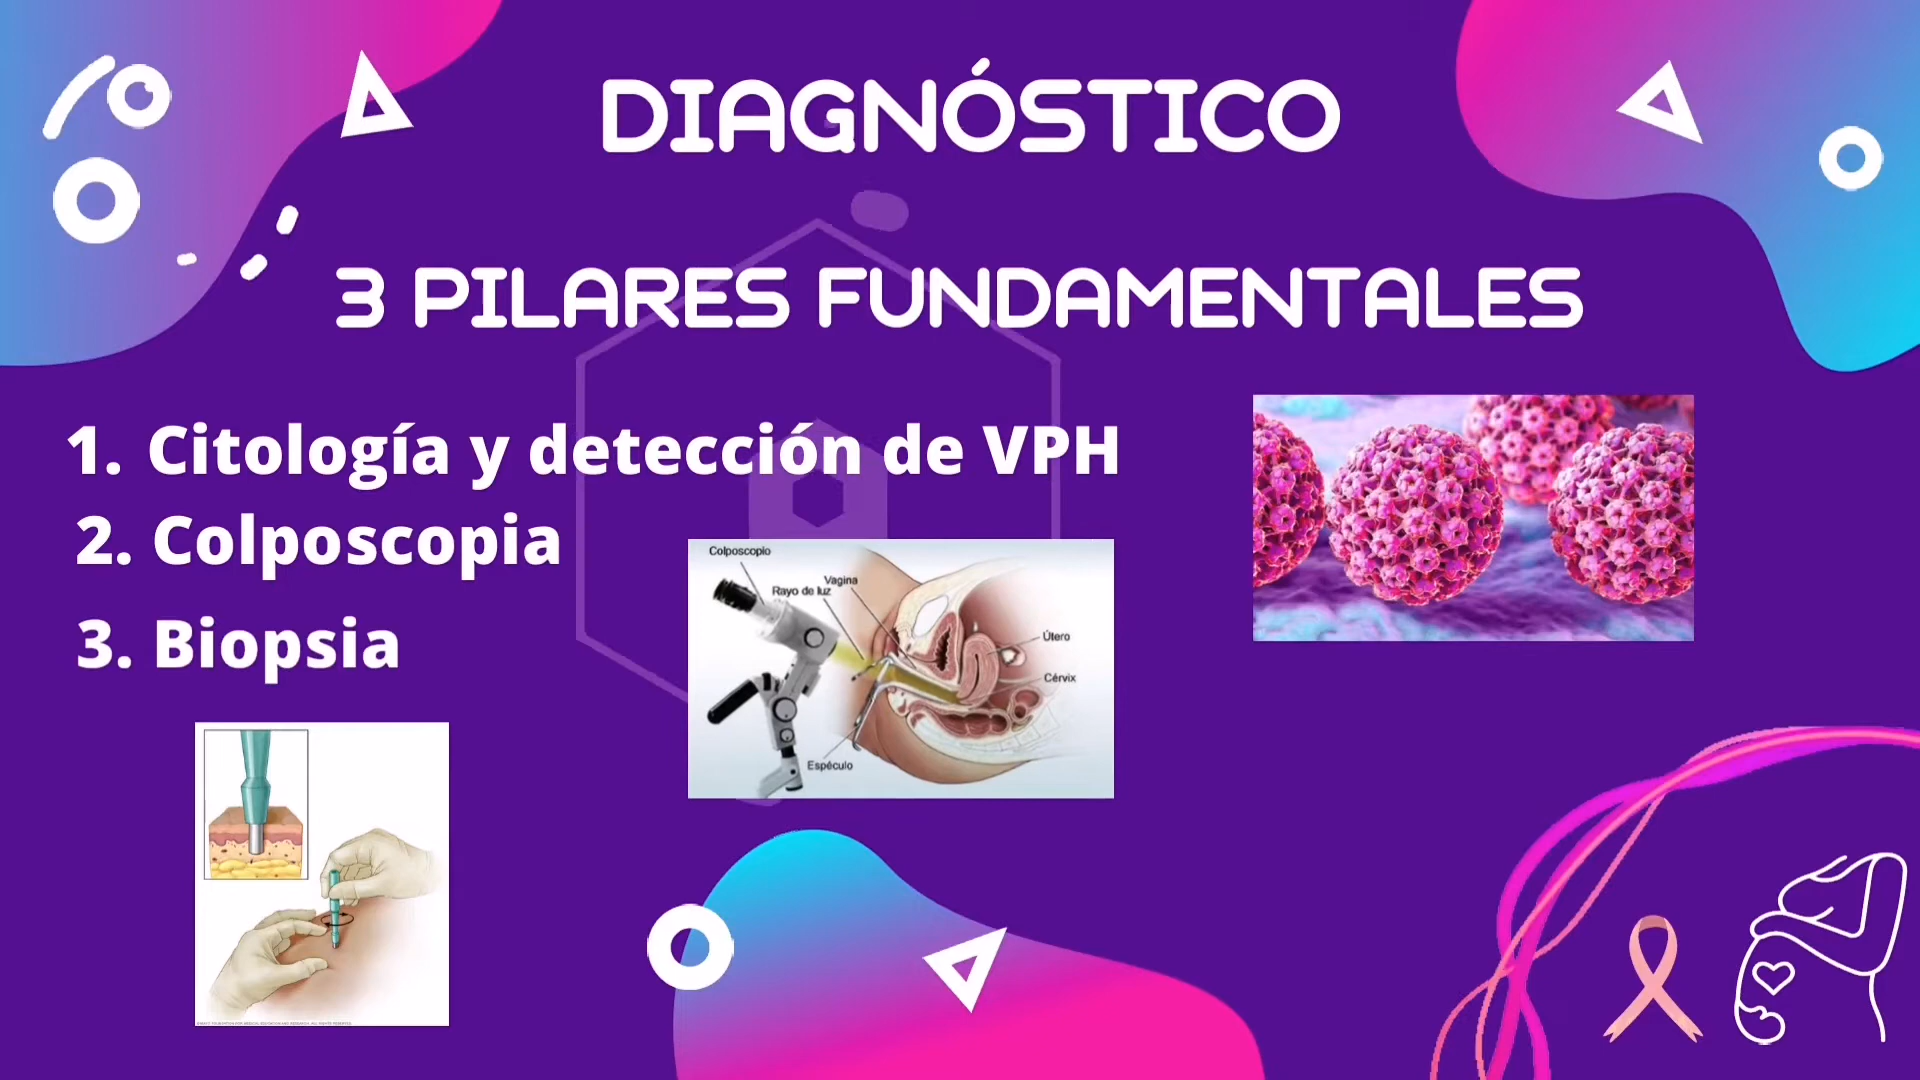 DIAGNÓSTICO
3 PILARES FUNDAMENTALES
1. Citología y detección de VPH
2. Colposcopia
3. Biopsia
Colposcopio
Vagina
Rayo de luz
Útero
Cérvix
Espéculo